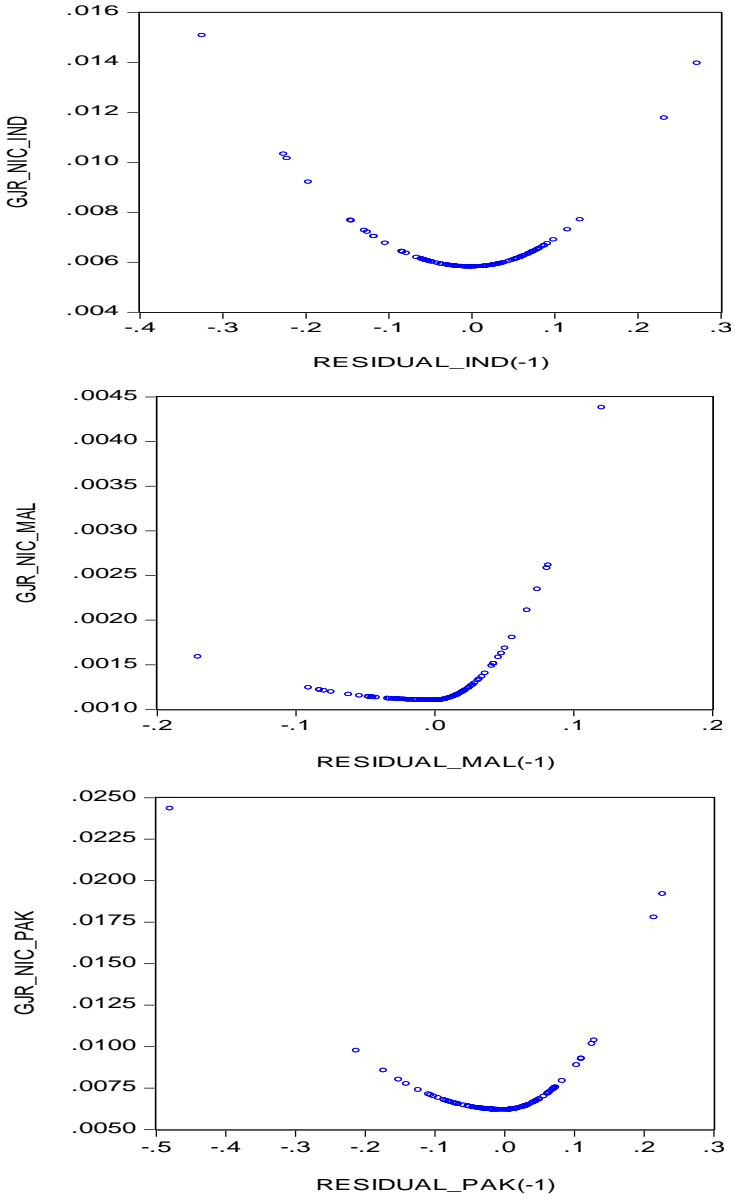 GJR_NIC_IND
.016
.014
.012
.010
.008
.006
.004
-.4 -.3 -.2 -.1 .0 .1 .2 .3
RESIDUAL_IND(-1)
GJR_NIC_MAL
.0045
.0040
.0035
.0030
.0025
.0020
.0015
.0010
-.2 -.1 .0 .1 .2
RESIDUAL_MAL(-1)
GJR_NIC_PAK
.0250
.0225
.0200
.0175
.0150
.0125
.0100
.0075
.0050
-.5 -.4 -.3 -.2 -.1 .0 .1 .2 .3
RESIDUAL_PAK(-1)